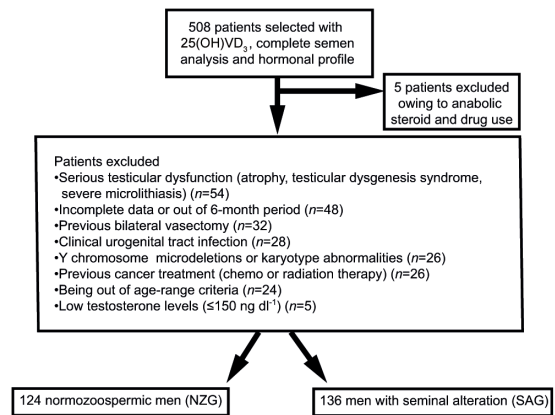 508 patients selected with
25(OH)VD₃, complete semen
analysis and hormonal profile
5 patients excluded
owing to anabolic
steroid and drug use
Patients excluded
•Serious testicular dysfunction (atrophy, testicular dysgenesis syndrome,
severe microlithiasis) (n=54)
•Incomplete data or out of 6-month period (n=48)
•Previous bilateral vasectomy (n=32)
•Clinical urogenital tract infection (n=28)
•Y chromosome microdeletions or karyotype abnormalities (n=26)
•Previous cancer treatment (chemo or radiation therapy) (n=26)
•Being out of age-range criteria (n=24)
•Low testosterone levels (≤150 ng dl⁻¹) (n=5)
124 normozoospermic men (NZG)
136 men with seminal alteration (SAG)